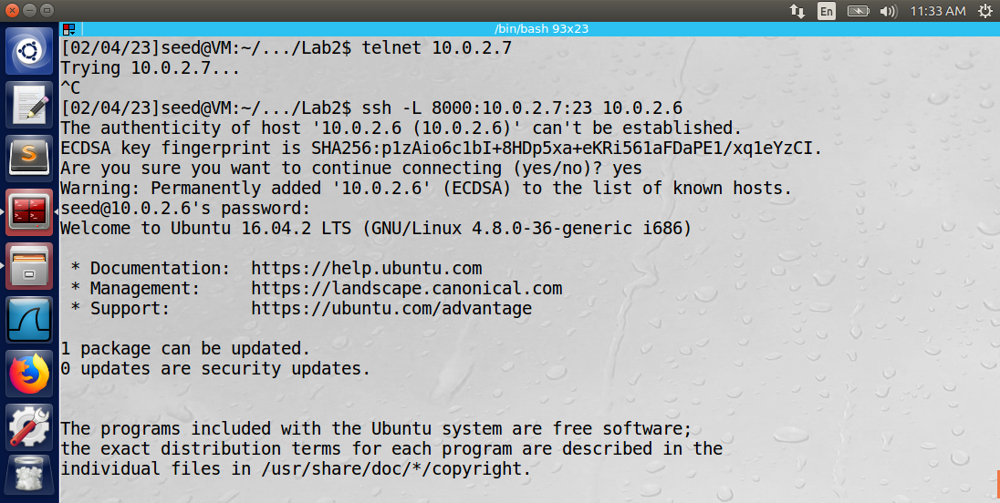 En 11:33 AM
/bin/bash 93x23
[02/04/23]seed@VM:~/.../Lab2$ telnet 10.0.2.7
Trying 10.0.2.7...
^C
[02/04/23]seed@VM:~/.../Lab2$ ssh -L 8000:10.0.2.7:23 10.0.2.6
The authenticity of host '10.0.2.6 (10.0.2.6)' can't be established.
ECDSA key fingerprint is SHA256:p1zAio6c1bI+8HDp5xa+eKRi561aFDaPE1/xq1eYzCI.
Are you sure you want to continue connecting (yes/no)? yes
Warning: Permanently added '10.0.2.6' (ECDSA) to the list of known hosts.
seed@10.0.2.6's password:
Welcome to Ubuntu 16.04.2 LTS (GNU/Linux 4.8.0-36-generic i686)
 * Documentation:  https://help.ubuntu.com
 * Management:     https://landscape.canonical.com
 * Support:        https://ubuntu.com/advantage
1 package can be updated.
0 updates are security updates.
The programs included with the Ubuntu system are free software;
the exact distribution terms for each program are described in the
individual files in /usr/share/doc/*/copyright.